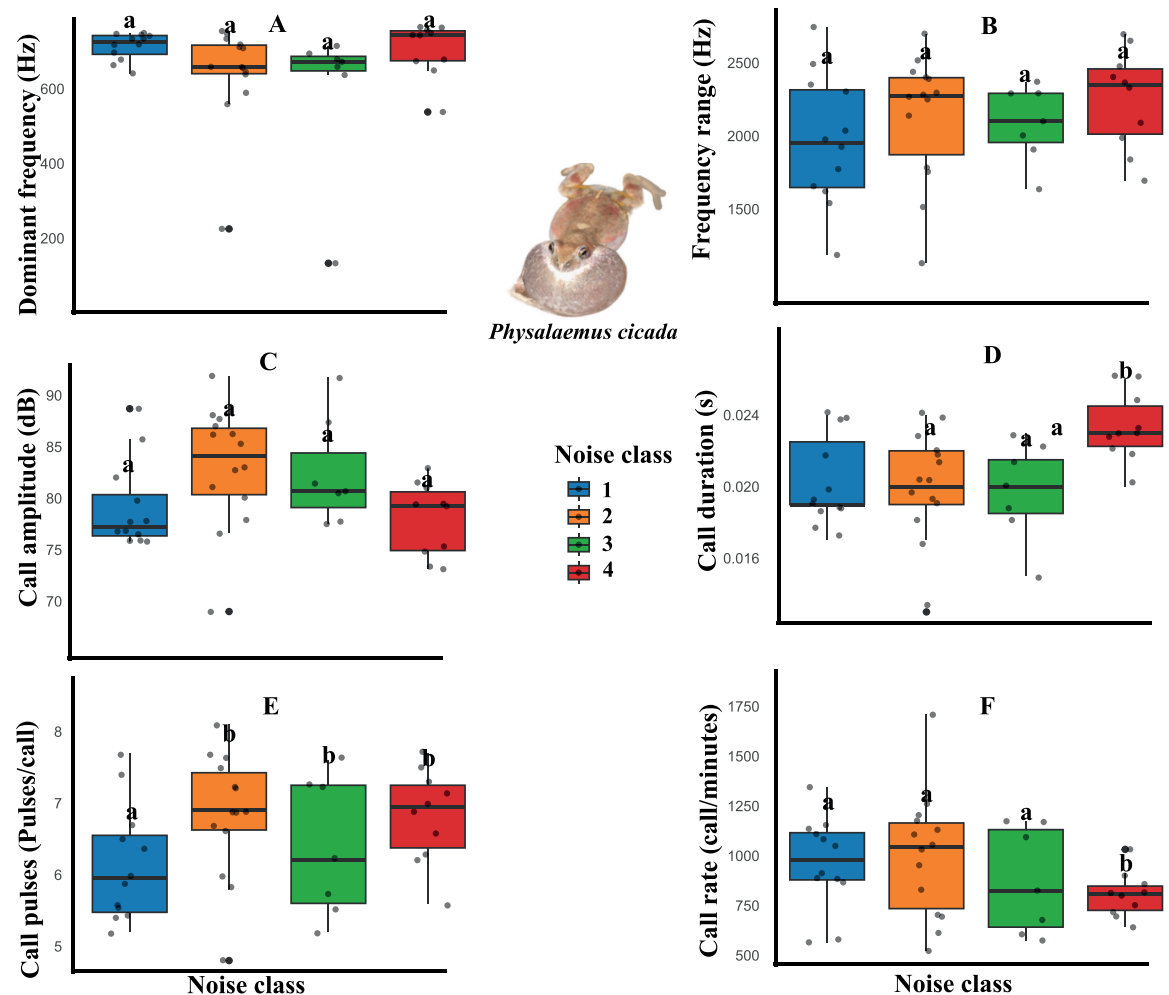 A
a a a a
Dominant frequency (Hz)
600
400
200
B
a a a a
Frequency range (Hz)
2500
2000
1500
Physalaemus cicada
C
a a a a
Call amplitude (dB)
90
85
80
75
70
D
a a a b
Call duration (s)
0.024
0.020
0.016
Noise class
1
2
3
4
E
a b b b
Call pulses (Pulses/call)
8
7
6
5
Noise class
F
a a a b
Call rate (call/minutes)
1750
1500
1250
1000
750
500
Noise class